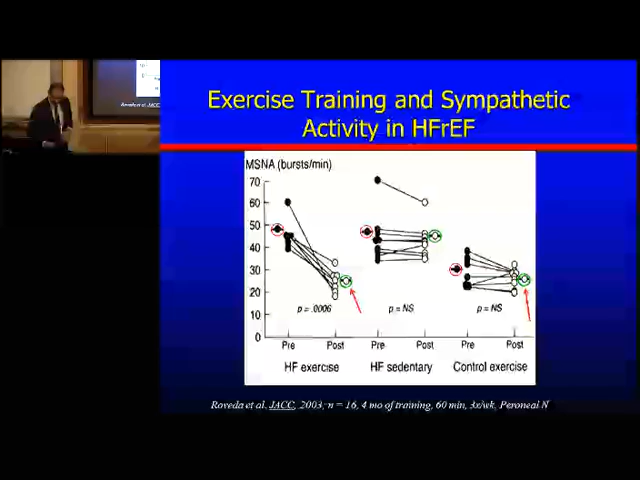 Exercise Training and Sympathetic
Activity in HFrEF
MSNA (bursts/min)
70
60
50
40
30
20
10
0
p = .0006
p = NS
p = NS
Pre Post Pre Post Pre Post
HF exercise HF sedentary Control exercise
Roveda et al. JACC, 2003; n = 16, 4 mo of training, 60 min, 3x/wk, Peroneal N